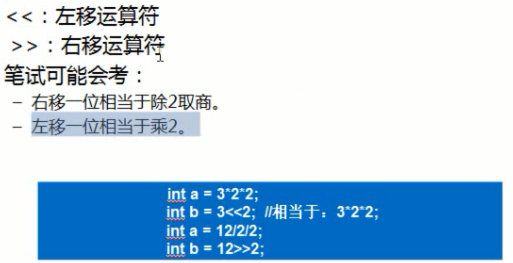 <<：左移运算符
>>：右移运算符
笔试可能会考：
– 右移一位相当于除2取商。
– 左移一位相当于乘2。
int a = 3*2*2;
int b = 3<<2;  //相当于：3*2*2;
int a = 12/2/2;
int b = 12>>2;